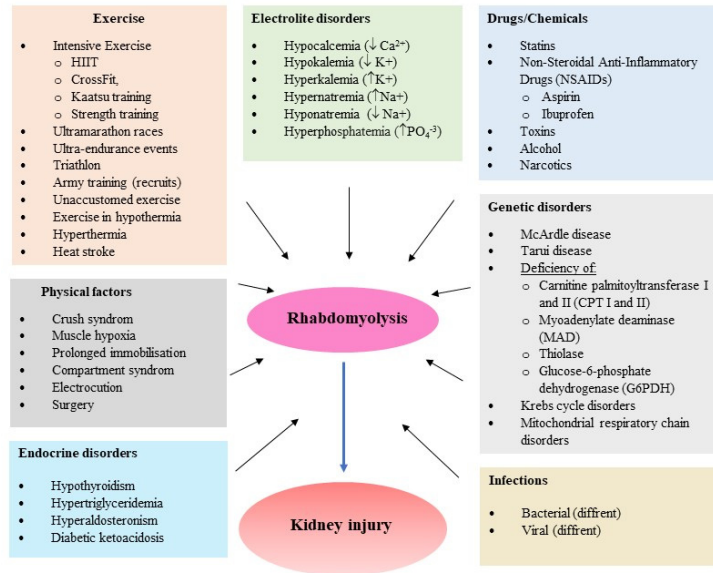 Exercise
• Intensive Exercise
o HIIT
o CrossFit,
o Kaatsu training
o Strength training
• Ultramarathon races
• Ultra-endurance events
• Triathlon
• Army training (recruits)
• Unaccustomed exercise
• Exercise in hypothermia
• Hyperthermia
• Heat stroke
Electrolite disorders
• Hypocalcemia (↓ Ca²⁺)
• Hypokalemia (↓ K+)
• Hyperkalemia (↑K+)
• Hypernatremia (↑Na+)
• Hyponatremia (↓ Na+)
• Hyperphosphatemia (↑PO₄⁻³)
Drugs/Chemicals
• Statins
• Non-Steroidal Anti-Inflammatory
Drugs (NSAIDs)
o Aspirin
o Ibuprofen
• Toxins
• Alcohol
• Narcotics
Genetic disorders
• McArdle disease
• Tarui disease
• Deficiency of:
o Carnitine palmitoyltransferase I
and II (CPT I and II)
o Myoadenylate deaminase
(MAD)
o Thiolase
o Glucose-6-phosphate
dehydrogenase (G6PDH)
• Krebs cycle disorders
• Mitochondrial respiratory chain
disorders
Physical factors
• Crush syndrom
• Muscle hypoxia
• Prolonged immobilisation
• Compartment syndrom
• Electrocution
• Surgery
Rhabdomyolysis
Endocrine disorders
• Hypothyroidism
• Hypertriglyceridemia
• Hyperaldosteronism
• Diabetic ketoacidosis
Kidney injury
Infections
• Bacterial (diffrent)
• Viral (diffrent)